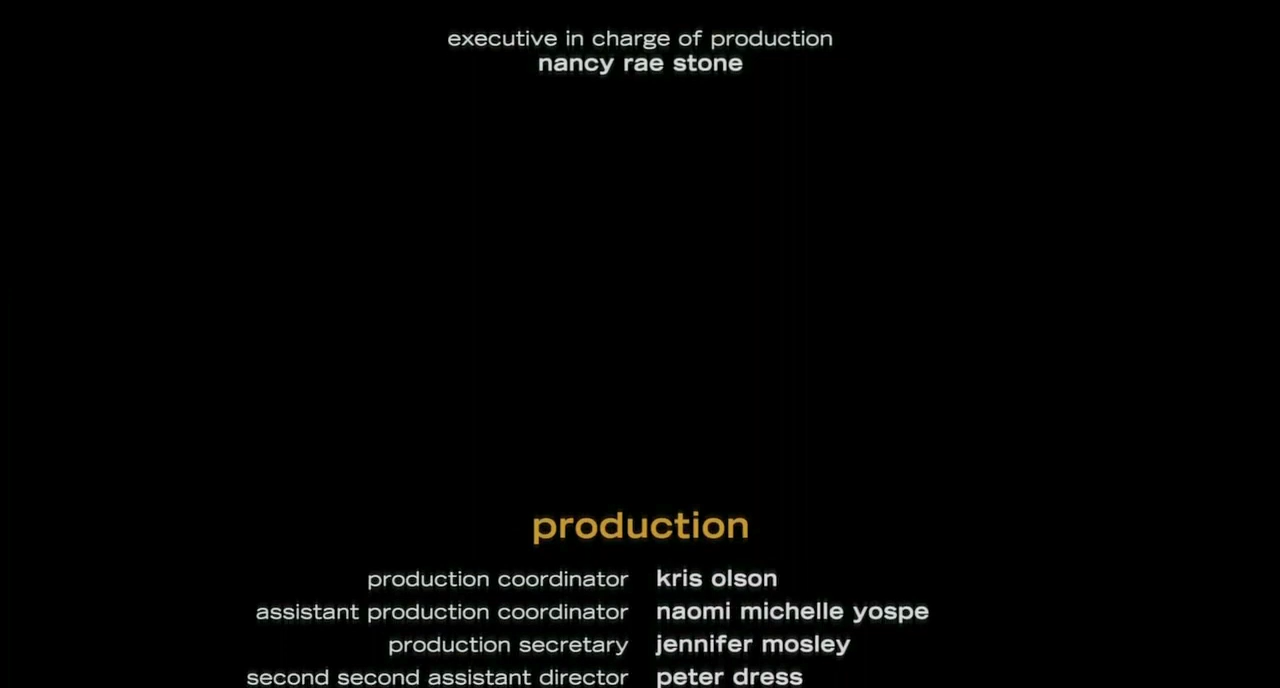 executive in charge of production
nancy rae stone
production
production coordinator kris olson
assistant production coordinator naomi michelle yospe
production secretary jennifer mosley
second second assistant director peter dress